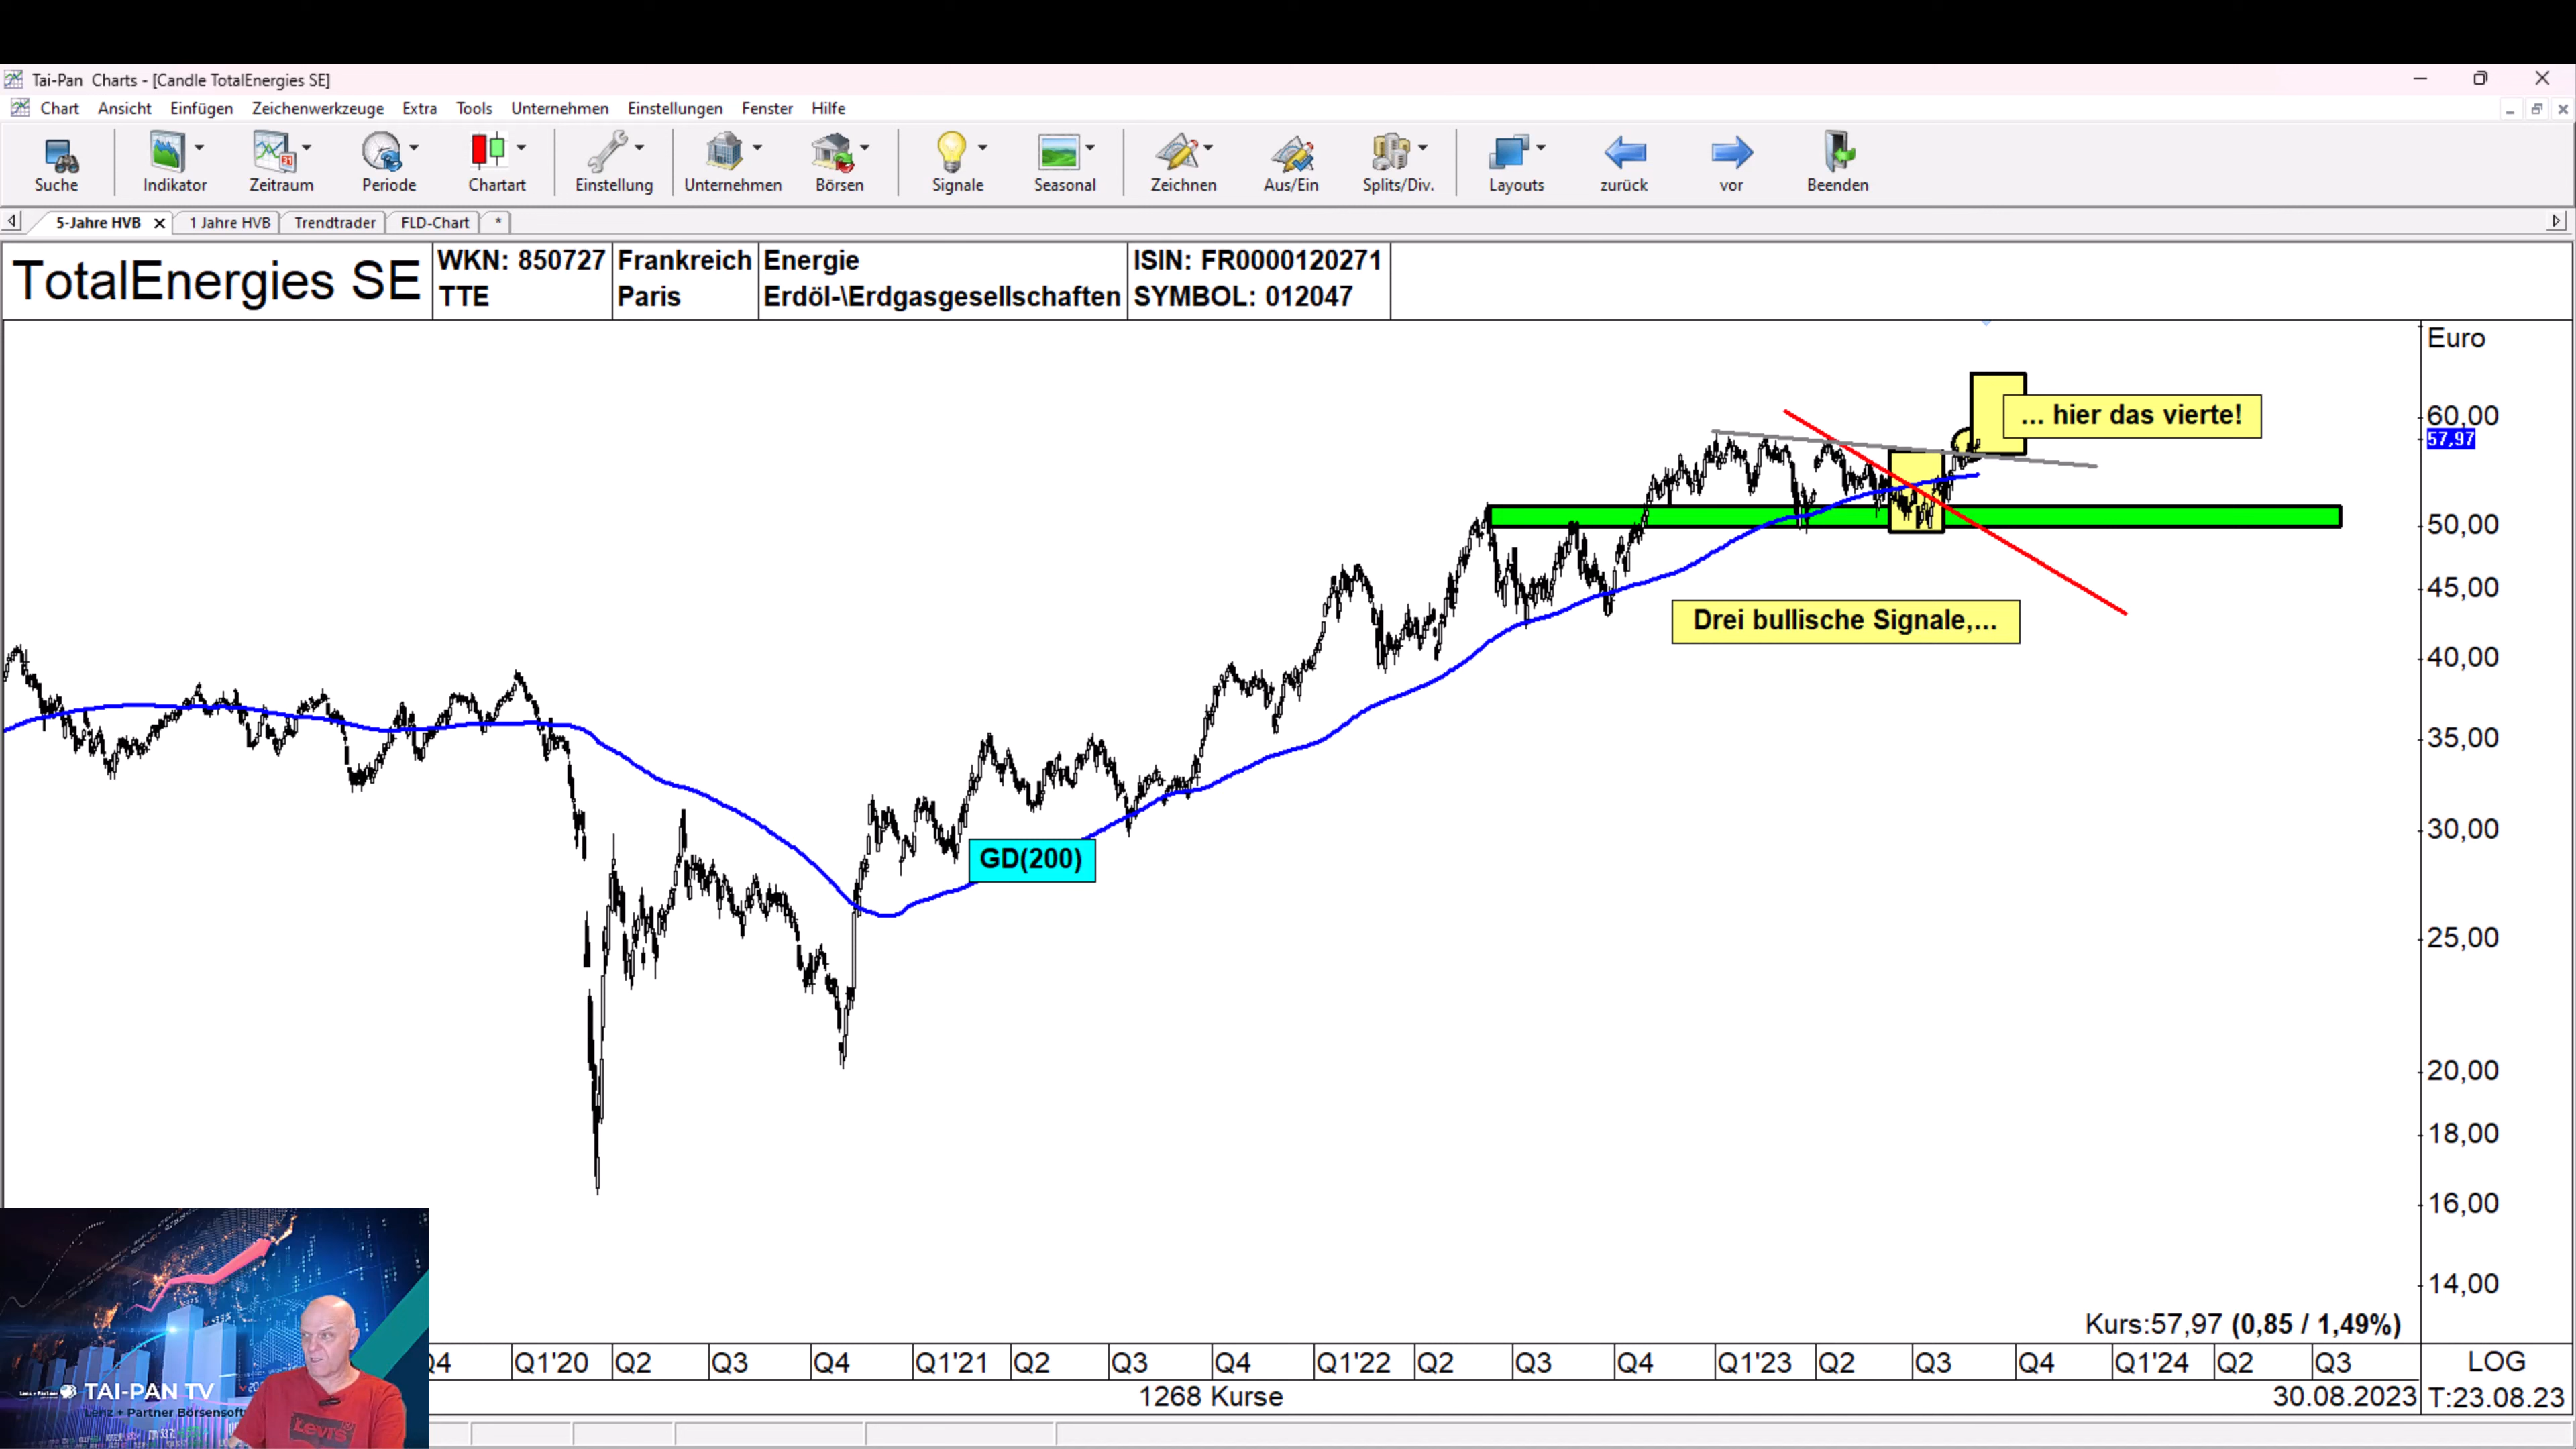 Tai-Pan Charts - [Candle TotalEnergies SE]
Chart Ansicht Einfügen Zeichenwerkzeuge Extra Tools Unternehmen Einstellungen Fenster Hilfe
Suche Indikator Zeitraum Periode Chartart Einstellung Unternehmen Börsen Signale Seasonal Zeichnen Aus/Ein Splits/Div. Layouts zurück vor Beenden
5-Jahre HVB 1 Jahre HVB Trendtrader FLD-Chart *
TotalEnergies SE
WKN: 850727
TTE
Frankreich
Paris
Energie
Erdöl-\Erdgasgesellschaften
ISIN: FR0000120271
SYMBOL: 012047
Euro
... hier das vierte!
60,00
57,97
50,00
45,00
Drei bullische Signale,...
40,00
35,00
30,00
GD(200)
25,00
20,00
18,00
16,00
14,00
Kurs:57,97 (0,85 / 1,49%)
Q4 Q1'20 Q2 Q3 Q4 Q1'21 Q2 Q3 Q4 Q1'22 Q2 Q3 Q4 Q1'23 Q2 Q3 Q4 Q1'24 Q2 Q3 LOG
1268 Kurse 30.08.2023 T:23.08.23
TAI-PAN TV
Lenz + Partner Börsensoft
Levi's